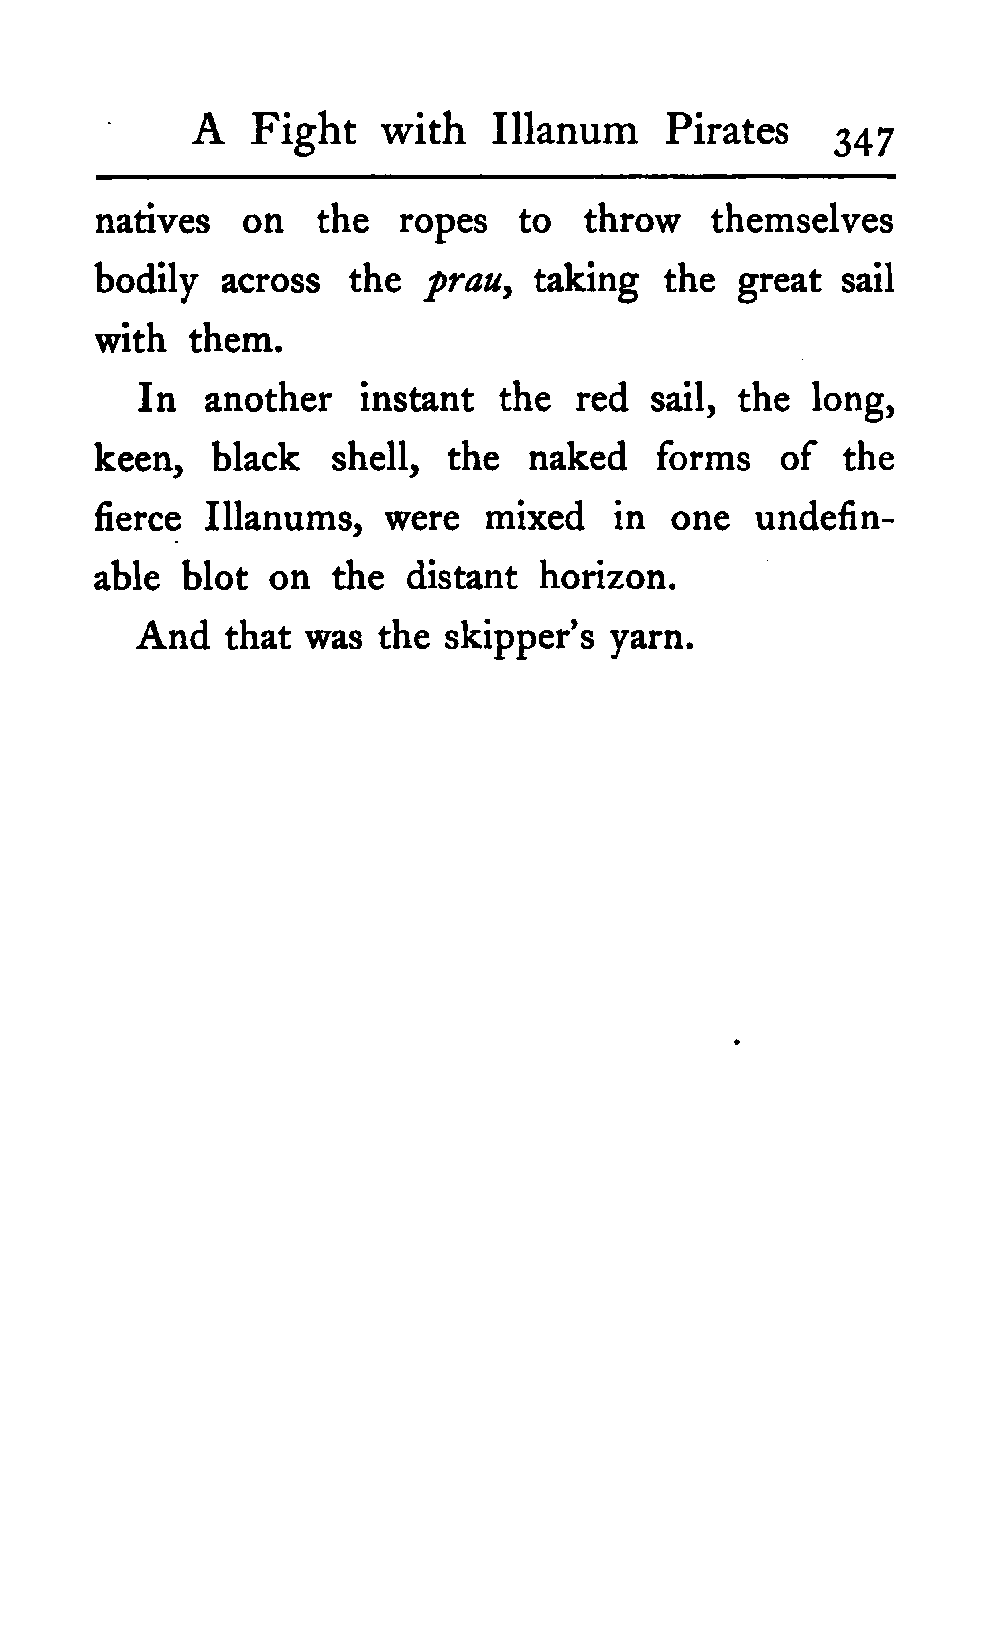 A Fight with Illanum Pirates 347
natives on the ropes to throw themselves
bodily across the prau, taking the great sail
with them.
In another instant the red sail, the long,
keen, black shell, the naked forms of the
fierce Illanums, were mixed in one undefin-
able blot on the distant horizon.
And that was the skipper's yarn.